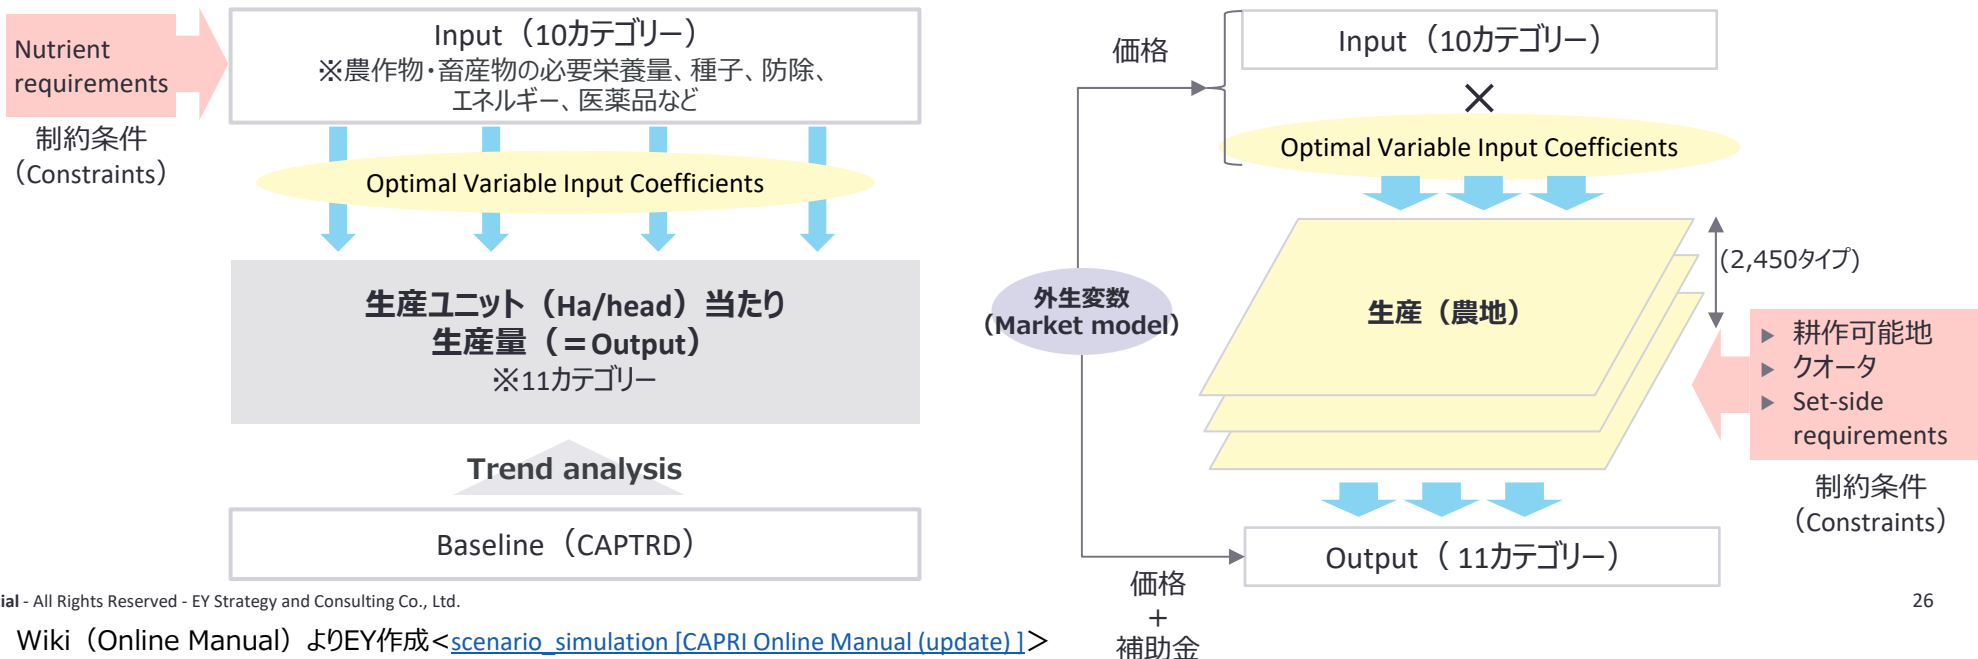 Nutrient
requirements
制約条件
（Constraints）
Input（10カテゴリー）
※農作物・畜産物の必要栄養量、種子、防除、
エネルギー、医薬品など
Optimal Variable Input Coefficients
生産ユニット（Ha/head）当たり
生産量（＝Output）
※11カテゴリー
Trend analysis
Baseline（CAPTRD）
価格
Input（10カテゴリー）
×
Optimal Variable Input Coefficients
(2,450タイプ)
外生変数
（Market model）
生産（農地）
▶ 耕作可能地
▶ クオータ
▶ Set-side
requirements
制約条件
（Constraints）
Output（ 11カテゴリー）
価格
+
補助金
ial - All Rights Reserved - EY Strategy and Consulting Co., Ltd.
26
Wiki（Online Manual）よりEY作成<scenario_simulation [CAPRI Online Manual (update) ]>